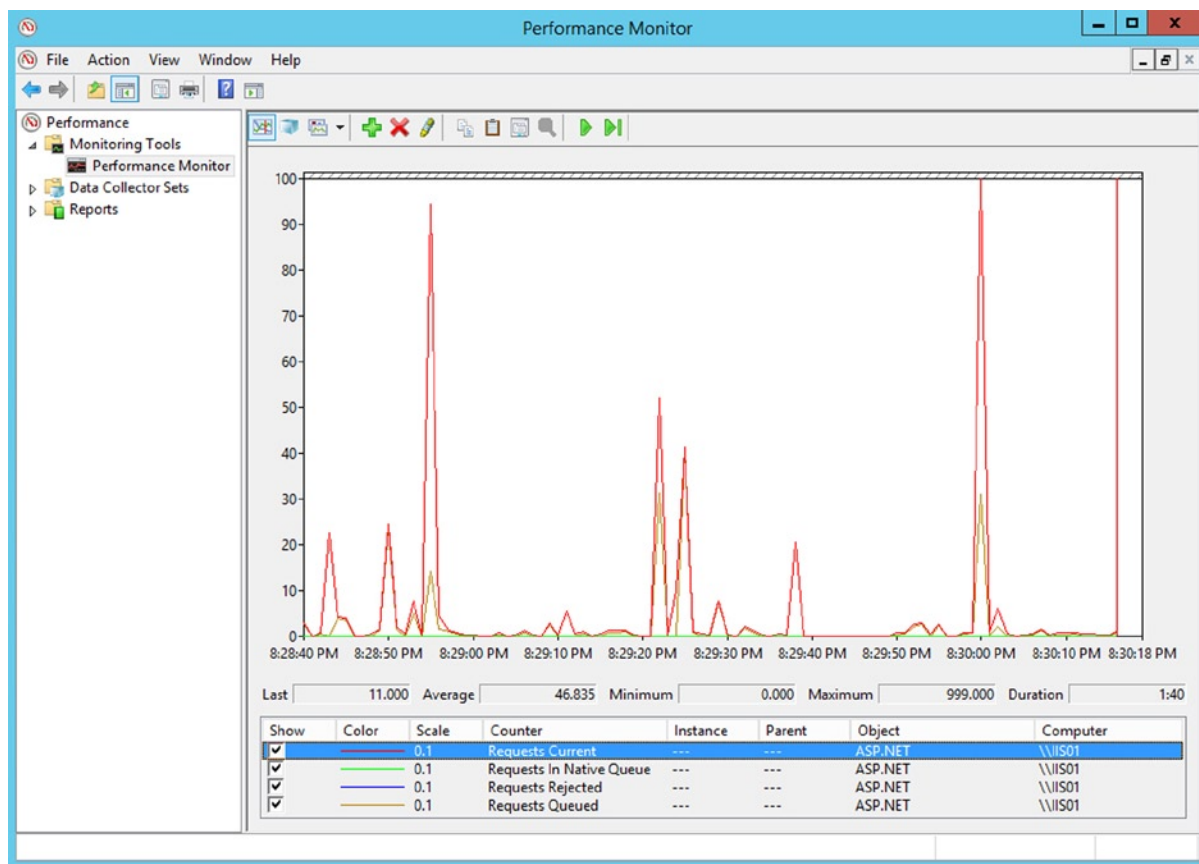 Performance Monitor
File Action View Window Help
Performance
Monitoring Tools
Performance Monitor
Data Collector Sets
Reports
100
90
80
70
60
50
40
30
20
10
0
8:28:40 PM 8:28:50 PM 8:29:00 PM 8:29:10 PM 8:29:20 PM 8:29:30 PM 8:29:40 PM 8:29:50 PM 8:30:00 PM 8:30:10 PM 8:30:18 PM
Last 11.000 Average 46.835 Minimum 0.000 Maximum 999.000 Duration 1:40
Show Color Scale Counter Instance Parent Object Computer
0.1 Requests Current --- --- ASP.NET \\IIS01
0.1 Requests In Native Queue --- --- ASP.NET \\IIS01
0.1 Requests Rejected --- --- ASP.NET \\IIS01
0.1 Requests Queued --- --- ASP.NET \\IIS01